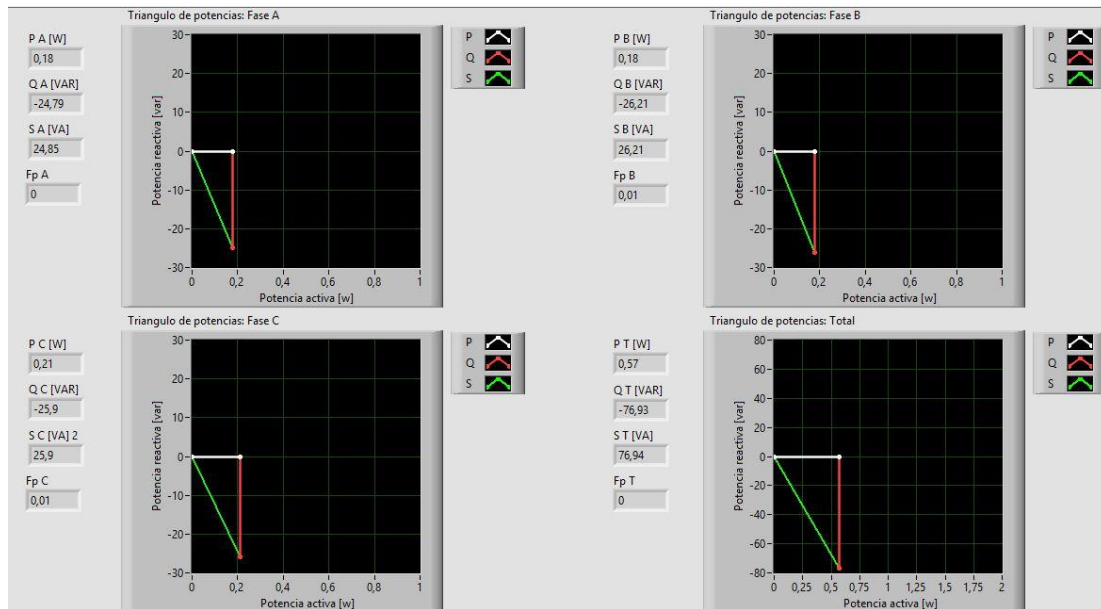 Triangulo de potencias: Fase A
P A [W]
0,18
Q A [VAR]
-24,79
S A [VA]
24,85
Fp A
0
Potencia reactiva [var]
30
20
10
0
-10
-20
-30
0 0,2 0,4 0,6 0,8 1
Potencia activa [w]
P
Q
S
Triangulo de potencias: Fase B
P B [W]
0,18
Q B [VAR]
-26,21
S B [VA]
26,21
Fp B
0,01
Potencia reactiva [var]
30
20
10
0
-10
-20
-30
0 0,2 0,4 0,6 0,8 1
Potencia activa [w]
P
Q
S
Triangulo de potencias: Fase C
P C [W]
0,21
Q C [VAR]
-25,9
S C [VA] 2
25,9
Fp C
0,01
Potencia reactiva [var]
30
20
10
0
-10
-20
-30
0 0,2 0,4 0,6 0,8 1
Potencia activa [w]
P
Q
S
Triangulo de potencias: Total
P T [W]
0,57
Q T [VAR]
-76,93
S T [VA]
76,94
Fp T
0
Potencia reactiva [var]
80
60
40
20
0
-20
-40
-60
-80
0 0,25 0,5 0,75 1 1,25 1,5 1,75 2
Potencia activa [w]
P
Q
S